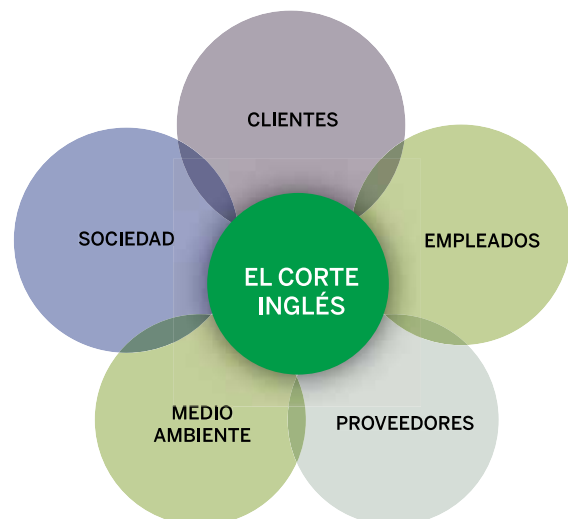 CLIENTES
SOCIEDAD
EMPLEADOS
EL CORTE
INGLÉS
MEDIO
AMBIENTE
PROVEEDORES